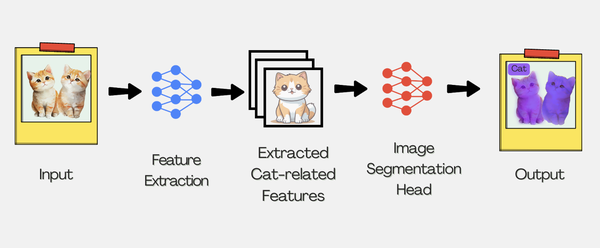 Cat
Input
Feature
Extraction
Extracted
Cat-related
Features
Image
Segmentation
Head
Output